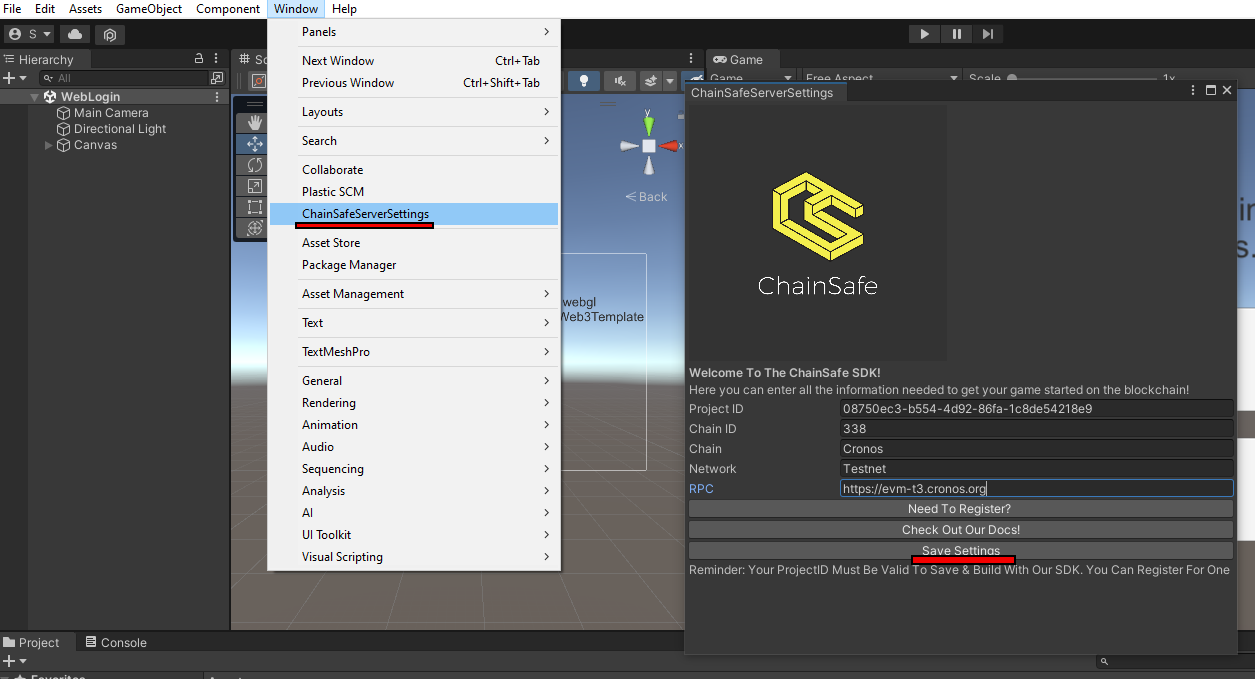 File Edit Assets GameObject Component Window Help
S
Hierarchy
All
WebLogin
Main Camera
Directional Light
Canvas
Panels
Next Window Ctrl+Tab
Previous Window Ctrl+Shift+Tab
Layouts
Search
Collaborate
Plastic SCM
ChainSafeServerSettings
Asset Store
Package Manager
Asset Management
Text
TextMeshPro
General
Rendering
Animation
Audio
Sequencing
Analysis
AI
UI Toolkit
Visual Scripting
y
x
Back
webgl
Web3Template
Game
Game Free Aspect Scale 1x
ChainSafeServerSettings
ChainSafe
Welcome To The ChainSafe SDK!
Here you can enter all the information needed to get your game started on the blockchain!
Project ID 08750ec3-b554-4d92-86fa-1c8de54218e9
Chain ID 338
Chain Cronos
Network Testnet
RPC https://evm-t3.cronos.org
Need To Register?
Check Out Our Docs!
Save Settings
Reminder: Your ProjectID Must Be Valid To Save & Build With Our SDK. You Can Register For One
Project Console
Favorites